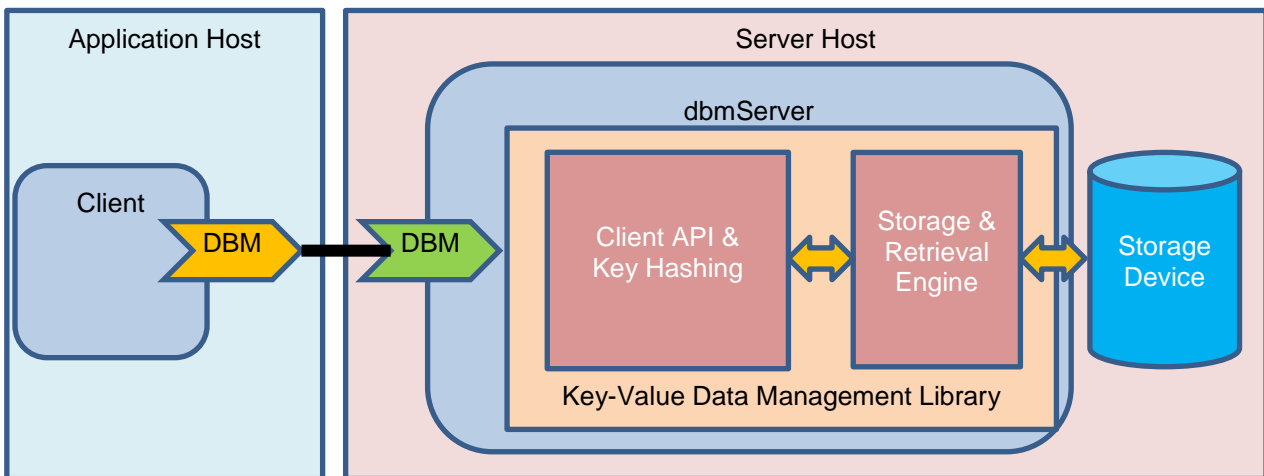 Application Host
Server Host
dbmServer
Client
DBM
DBM
Client API &
Key Hashing
Storage &
Retrieval
Engine
Storage
Device
Key-Value Data Management Library